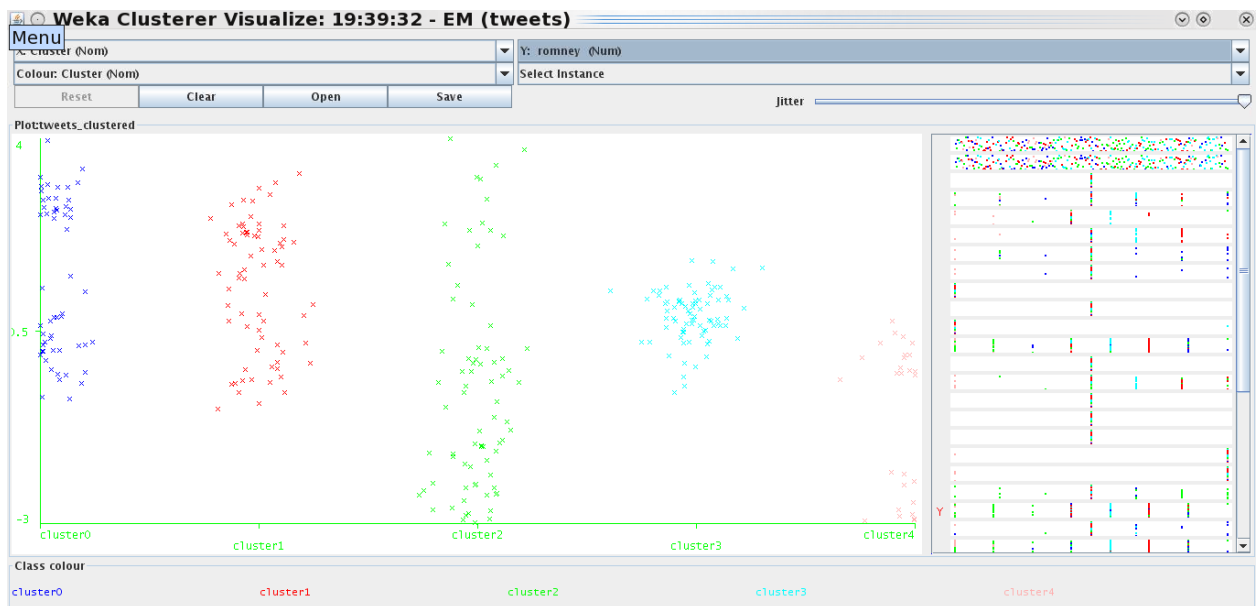 Weka Clusterer Visualize: 19:39:32 - EM (tweets)
Menu
X: Cluster (Nom)
Y: romney (Num)
Colour: Cluster (Nom)
Select Instance
Reset
Clear
Open
Save
Jitter
Plot:tweets_clustered
4
0.5
-3
cluster0
cluster1
cluster2
cluster3
cluster4
Y
Class colour
cluster0
cluster1
cluster2
cluster3
cluster4